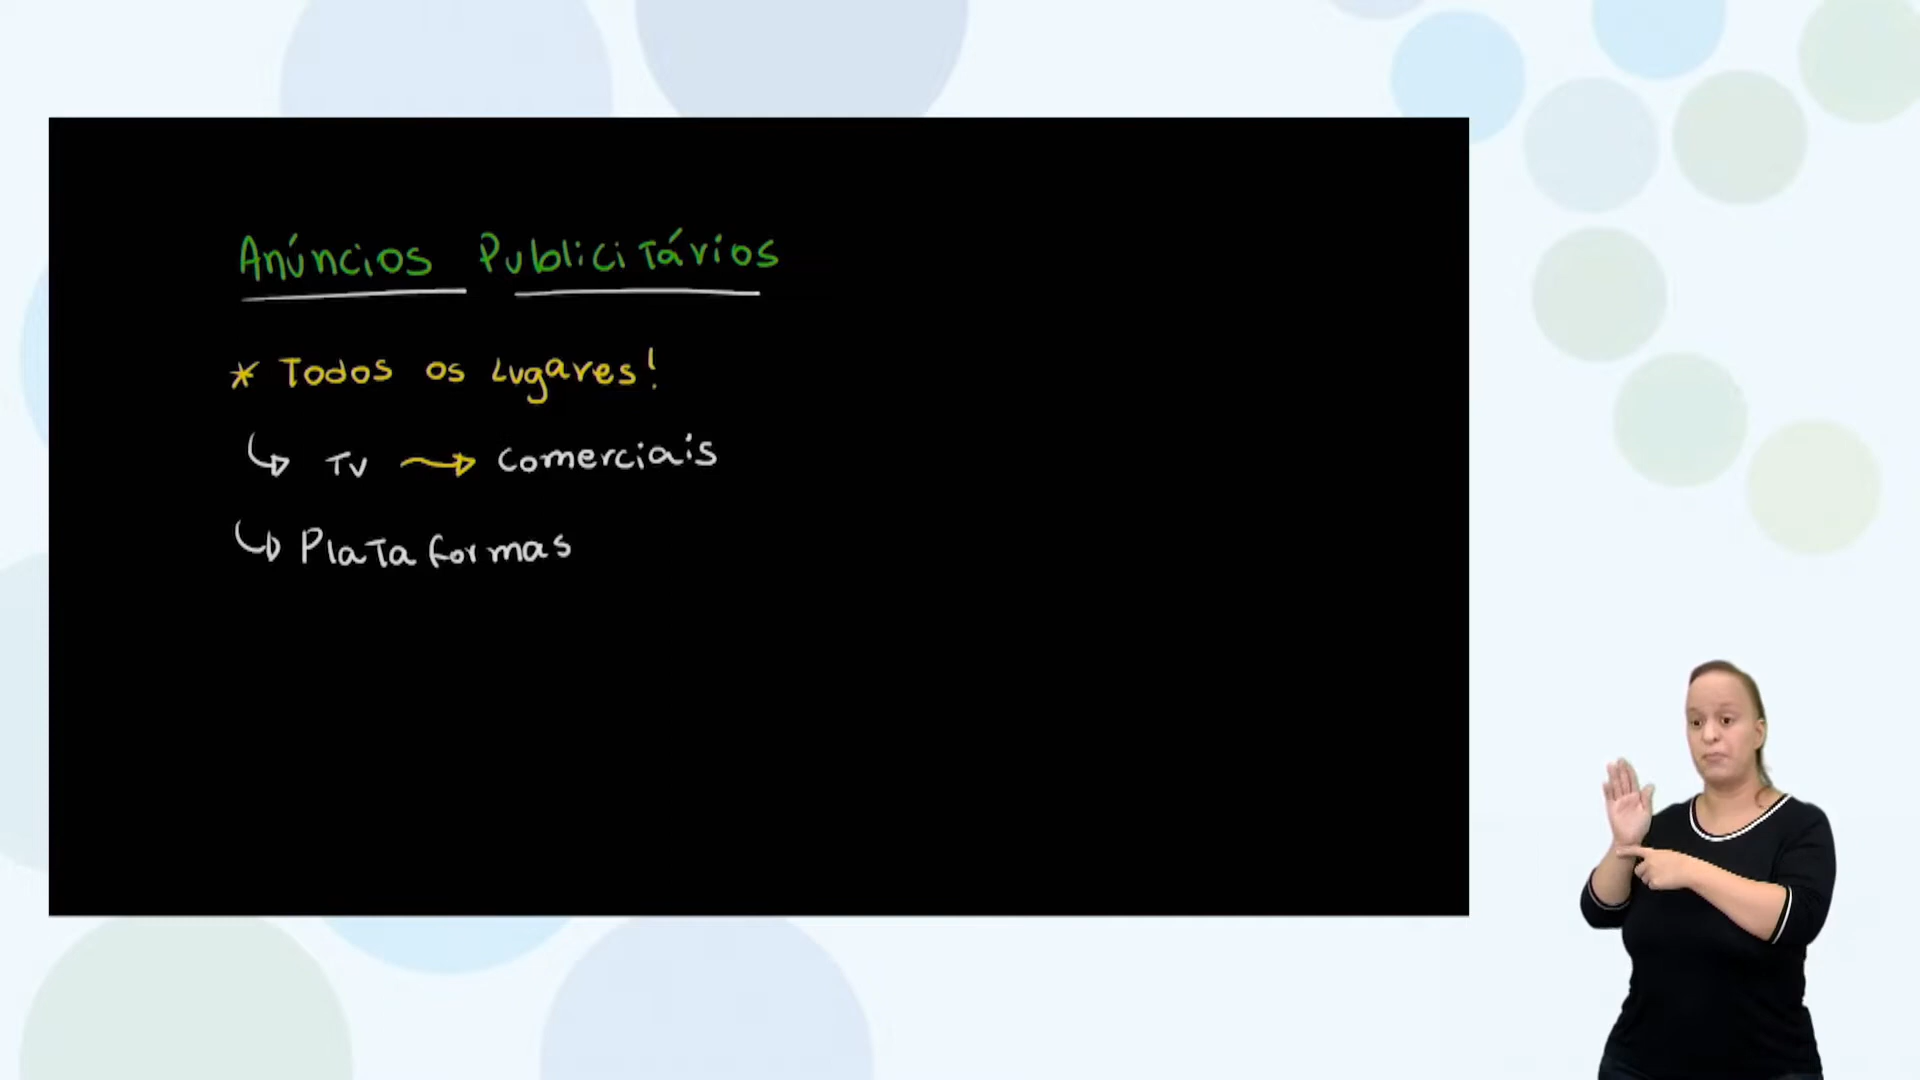 Anúncios Publicitários
* Todos os Lugares!
↳ TV → Comerciais
↳ Plataformas